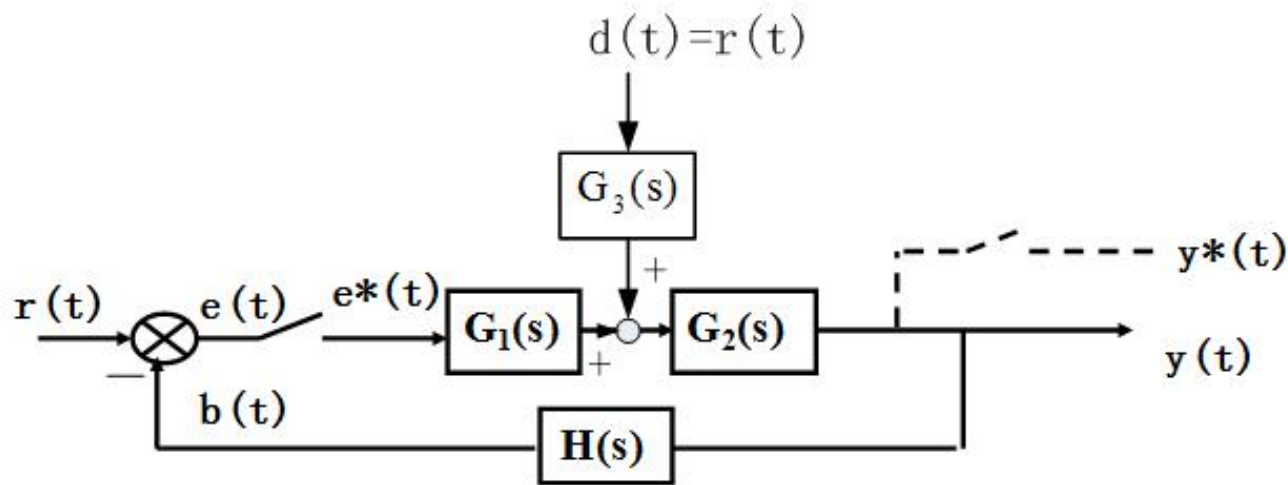 d(t)=r(t)
G₃(s)
+
y*(t)
r(t)
e(t)
e*(t)
G₁(s)
+
G₂(s)
y(t)
−
b(t)
H(s)